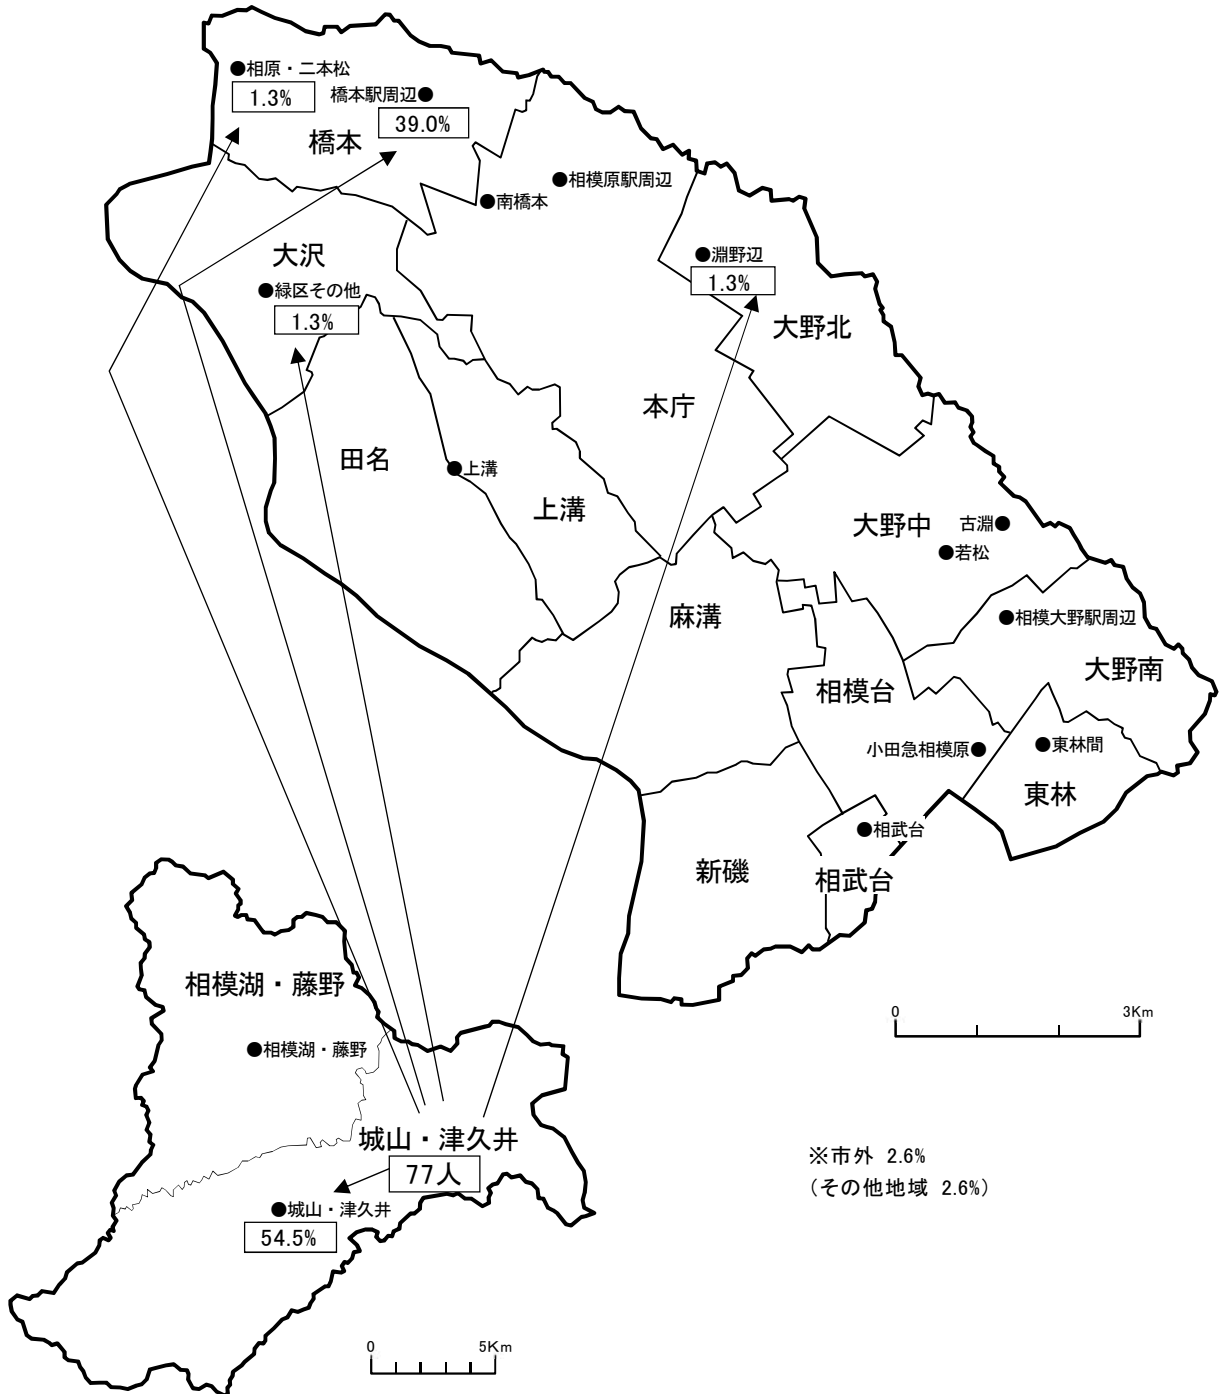 ●相原・二本松
1.3%
橋本駅周辺●
39.0%
橋本
●相模原駅周辺
●南橋本
大沢
●淵野辺
1.3%
●緑区その他
1.3%
大野北
本庁
田名
●上溝
上溝
大野中
古淵●
●若松
麻溝
●相模大野駅周辺
大野南
相模台
小田急相模原●
●東林間
東林
●相武台
新磯
相武台
相模湖・藤野
0 3Km
●相模湖・藤野
城山・津久井
77人
※市外 2.6%
(その他地域 2.6%)
●城山・津久井
54.5%
0 5Km